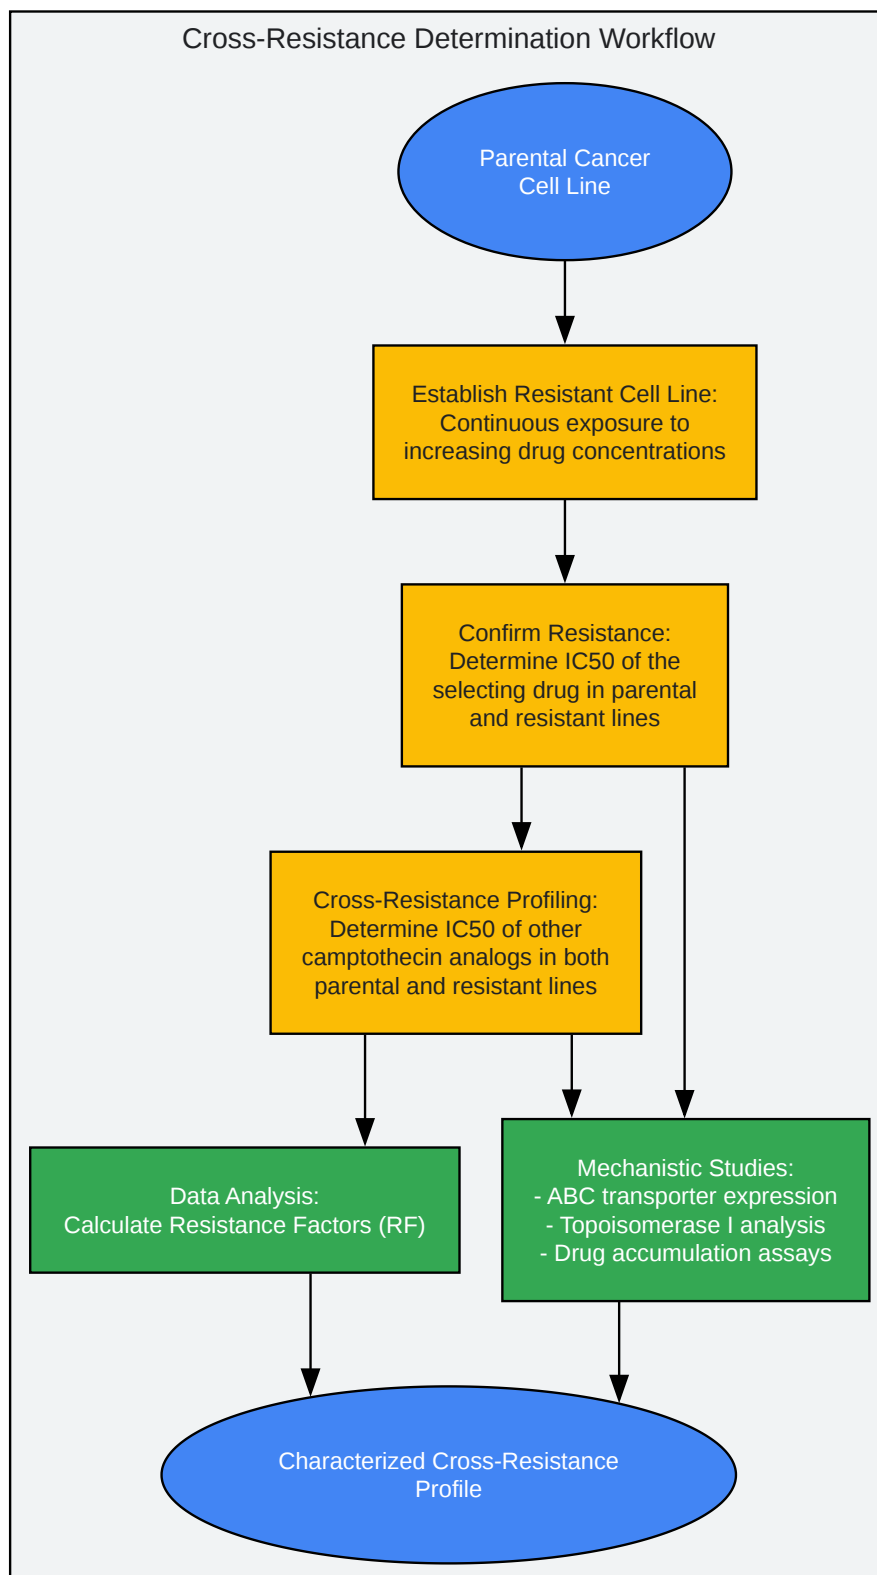 Cross-Resistance Determination Workflow
Parental Cancer
Cell Line
Establish Resistant Cell Line:
Continuous exposure to
increasing drug concentrations
Confirm Resistance:
Determine IC50 of the
selecting drug in parental
and resistant lines
Cross-Resistance Profiling:
Determine IC50 of other
camptothecin analogs in both
parental and resistant lines
Data Analysis:
Calculate Resistance Factors (RF)
Mechanistic Studies:
- ABC transporter expression
- Topoisomerase I analysis
- Drug accumulation assays
Characterized Cross-Resistance
Profile